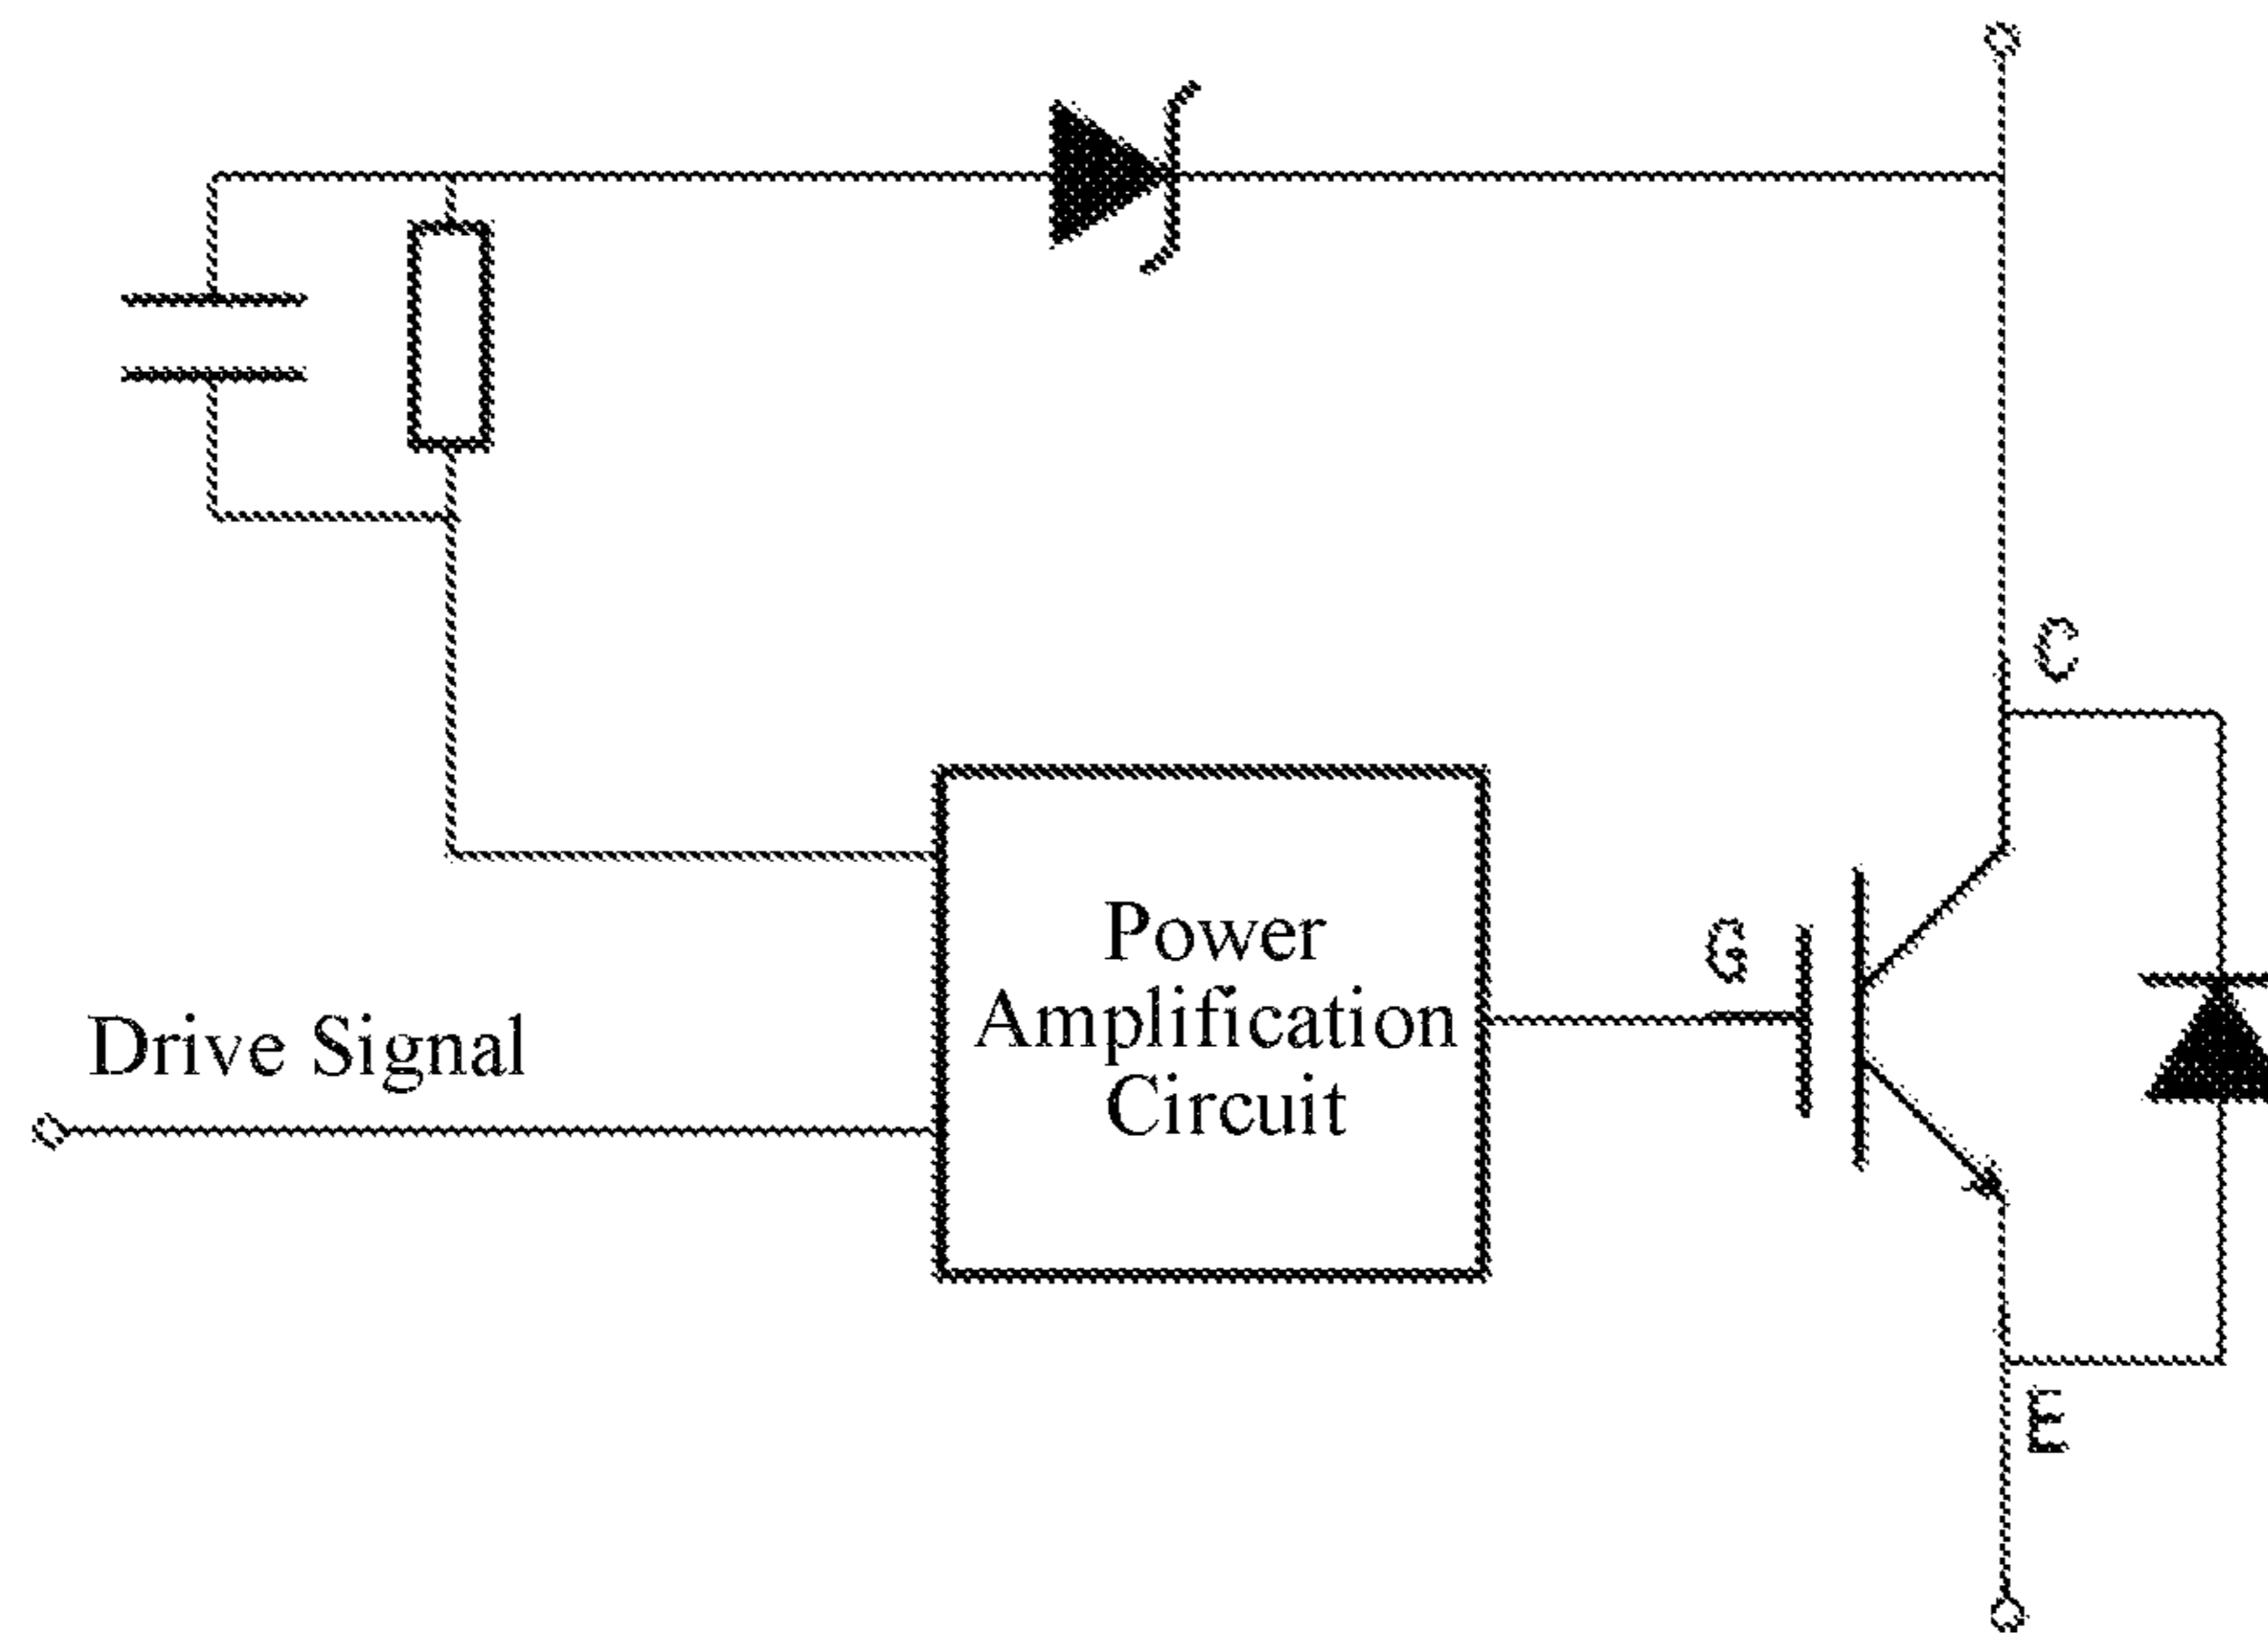 C
Power
Amplification
Circuit
G
Drive Signal
E